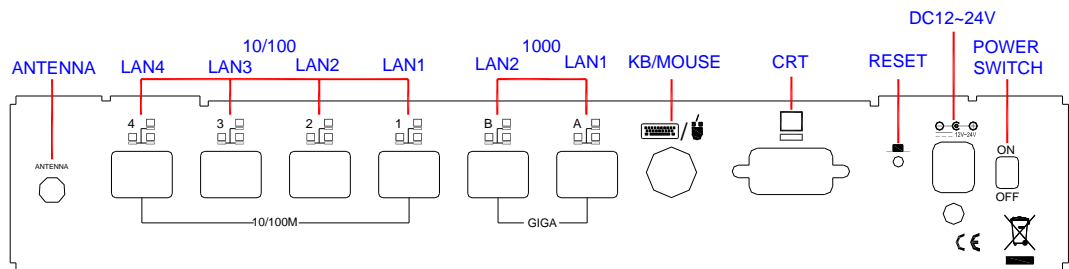 DC12~24V
10/100
1000
POWER
SWITCH
ANTENNA
LAN4
LAN3
LAN2
LAN1
LAN2
LAN1
KB/MOUSE
CRT
RESET
4
3
2
1
B
A
/
12V~24V
ON
ANTENNA
OFF
10/100M
GIGA
CE